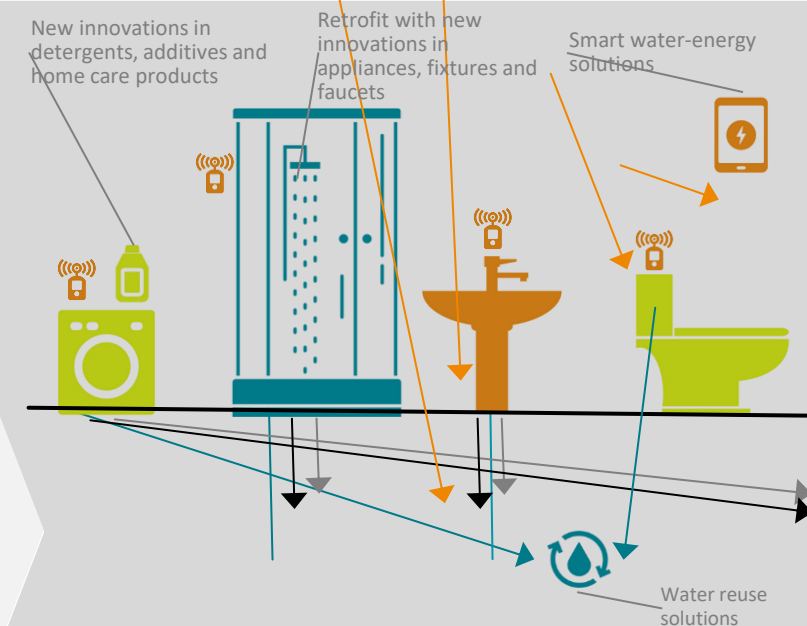 New innovations in
detergents, additives and
home care products
Retrofit with new
innovations in
appliances, fixtures and
faucets
Smart water-energy
solutions
Water reuse
solutions